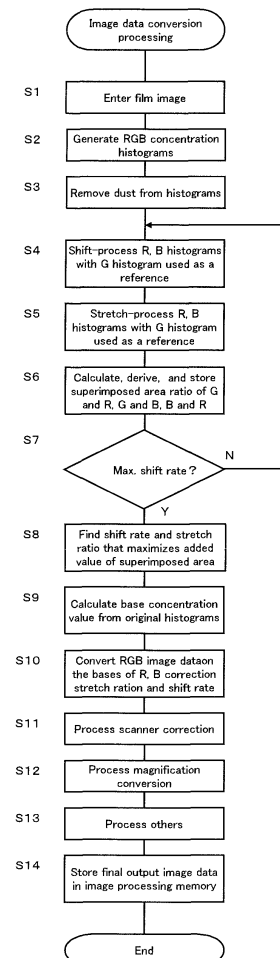 Image data conversion
processing
S1
Enter film image
S2
Generate RGB concentration
histograms
S3
Remove dust from histograms
S4
Shift-process R, B histograms
with G histogram used as a
reference
S5
Stretch-process R, B
histograms with G histogram
used as a reference
S6
Calculate, derive, and store
superimposed area ratio of G
and R, G and B, B and R
S7
Max. shift rate?
N
Y
S8
Find shift rate and stretch
ratio that maximizes added
value of superimposed area
S9
Calculate base concentration
value from original histograms
S10
Convert RGB image dataon
the bases of R, B correction
stretch ration and shift rate
S11
Process scanner correction
S12
Process magnification
conversion
S13
Process others
S14
Store final output image data
in image processing memory
End